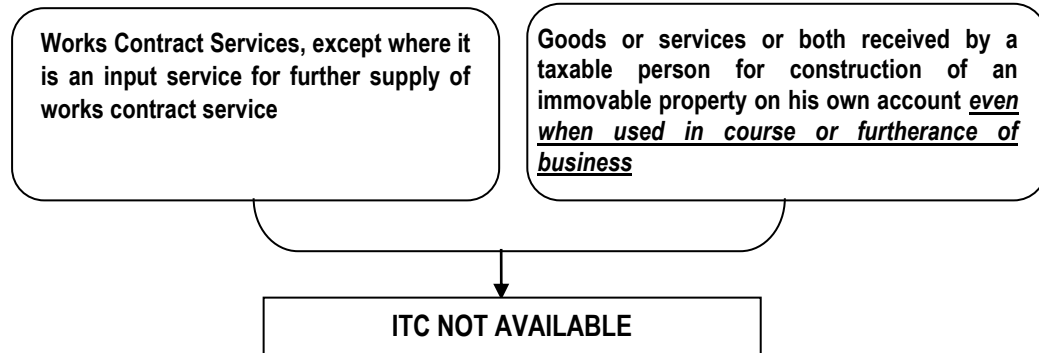 Works Contract Services, except where it
is an input service for further supply of
works contract service
Goods or services or both received by a
taxable person for construction of an
immovable property on his own account even
when used in course or furtherance of
business
ITC NOT AVAILABLE